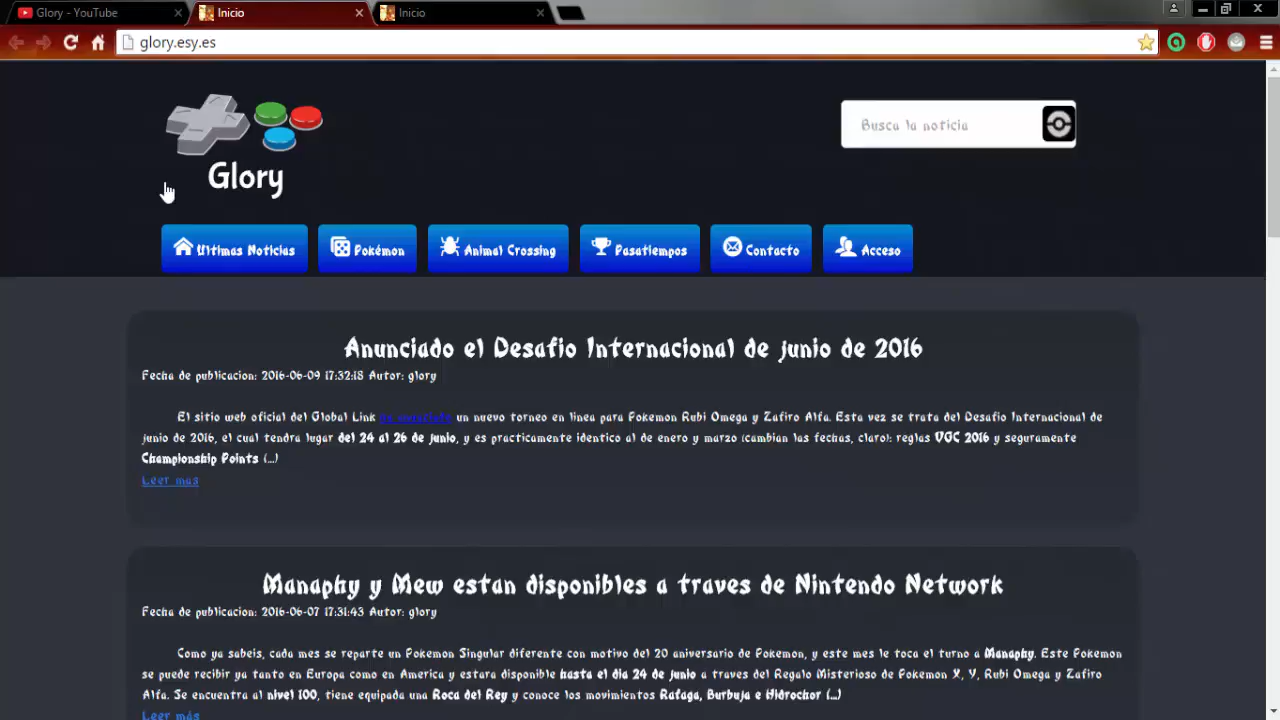 Glory - YouTube
Inicio
Inicio
glory.esy.es
Glory
Busca la noticia
Ultimas Noticias
Pokémon
Animal Crossing
Pasatiempos
Contacto
Acceso
Anunciado el Desafio Internacional de junio de 2016
Fecha de publicacion: 2016-06-09 17:32:18 Autor: glory
El sitio web oficial del Global Link ha anunciado un nuevo torneo en linea para Pokemon Rubi Omega y Zafiro Alfa. Esta vez se trata del Desafio Internacional de
junio de 2016, el cual tendra lugar del 24 al 26 de junio, y es practicamente identico al de enero y marzo (cambian las fechas, claro): reglas VGC 2016 y seguramente
Championship Points (...)
Leer mas
Manaphy y Mew estan disponibles a traves de Nintendo Network
Fecha de publicacion: 2016-06-07 17:31:43 Autor: glory
Como ya sabeis, cada mes se reparte un Pokemon Singular diferente con motivo del 20 aniversario de Pokemon, y este mes le toca el turno a Manaphy. Este Pokemon
se puede recibir ya tanto en Europa como en America y estara disponible hasta el dia 24 de junio a traves del Regalo Misterioso de Pokemon X, Y, Rubi Omega y Zafiro
Alfa. Se encuentra al nivel 100, tiene equipada una Roca del Rey y conoce los movimientos Rafaga, Burbuja e Hidrochor (...)
Leer más